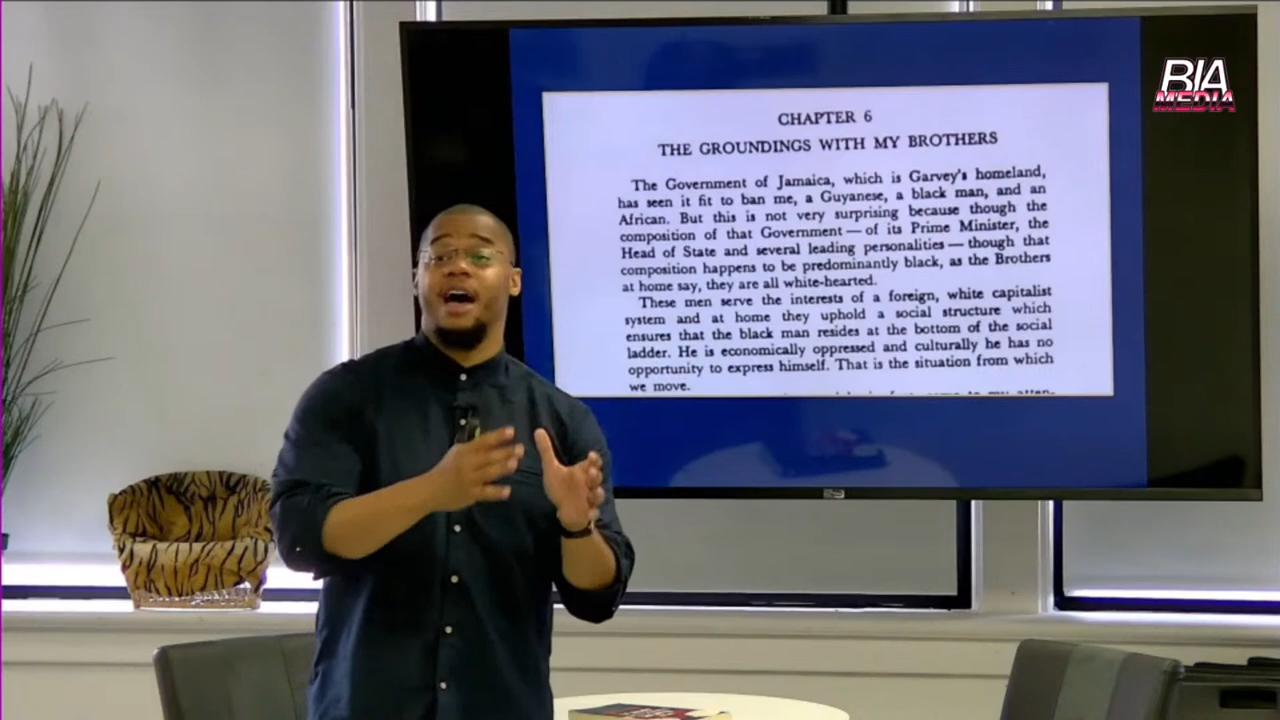 BIA
MEDIA
CHAPTER 6
THE GROUNDINGS WITH MY BROTHERS
The Government of Jamaica, which is Garvey's homeland,
has seen it fit to ban me, a Guyanese, a black man, and an
African. But this is not very surprising because though the
composition of that Government — of its Prime Minister, the
Head of State and several leading personalities — though that
composition happens to be predominantly black, as the Brothers
at home say, they are all white-hearted.
These men serve the interests of a foreign, white capitalist
system and at home they uphold a social structure which
ensures that the black man resides at the bottom of the social
ladder. He is economically oppressed and culturally he has no
opportunity to express himself. That is the situation from which
we move.